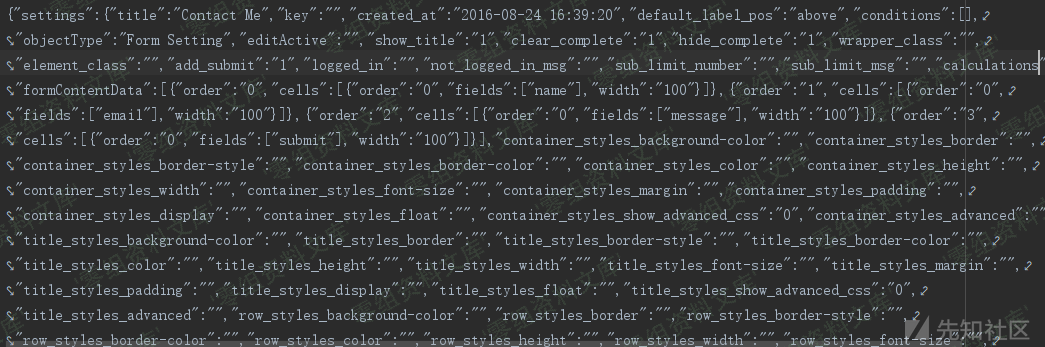 {"settings":{"title":"Contact Me","key":"","created_at":"2016-08-24 16:39:20","default_label_pos":"above","conditions":[],
"objectType":"Form Setting","editActive":"","show_title":"1","clear_complete":"1","hide_complete":"1","wrapper_class":"",
"element_class":"","add_submit":"1","logged_in":"","not_logged_in_msg":"","sub_limit_number":"","sub_limit_msg":"","calculations"
"formContentData":[{"order":"0","cells":[{"order":"0","fields":["name"],"width":"100"}]},{"order":"1","cells":[{"order":"0",
"fields":["email"],"width":"100"}]},{"order":"2","cells":[{"order":"0","fields":["message"],"width":"100"}]},{"order":"3",
"cells":[{"order":"0","fields":["submit"],"width":"100"}]}],"container_styles_background-color":"","container_styles_border":"",
"container_styles_border-style":"","container_styles_border-color":"","container_styles_color":"","container_styles_height":"",
"container_styles_width":"","container_styles_font-size":"","container_styles_margin":"","container_styles_padding":"",
"container_styles_display":"","container_styles_float":"","container_styles_show_advanced_css":"0","container_styles_advanced":""
"title_styles_background-color":"","title_styles_border":"","title_styles_border-style":"","title_styles_border-color":"",
"title_styles_color":"","title_styles_height":"","title_styles_width":"","title_styles_font-size":"","title_styles_margin":"",
"title_styles_padding":"","title_styles_display":"","title_styles_float":"","title_styles_show_advanced_css":"0",
"title_styles_advanced":"","row_styles_background-color":"","row_styles_border":"","row_styles_border-style":"",
"row_styles_border-color":"","row_styles_color":"","row_styles_height":"","row_styles_width":"","row_styles_font-size":"",
先知社区